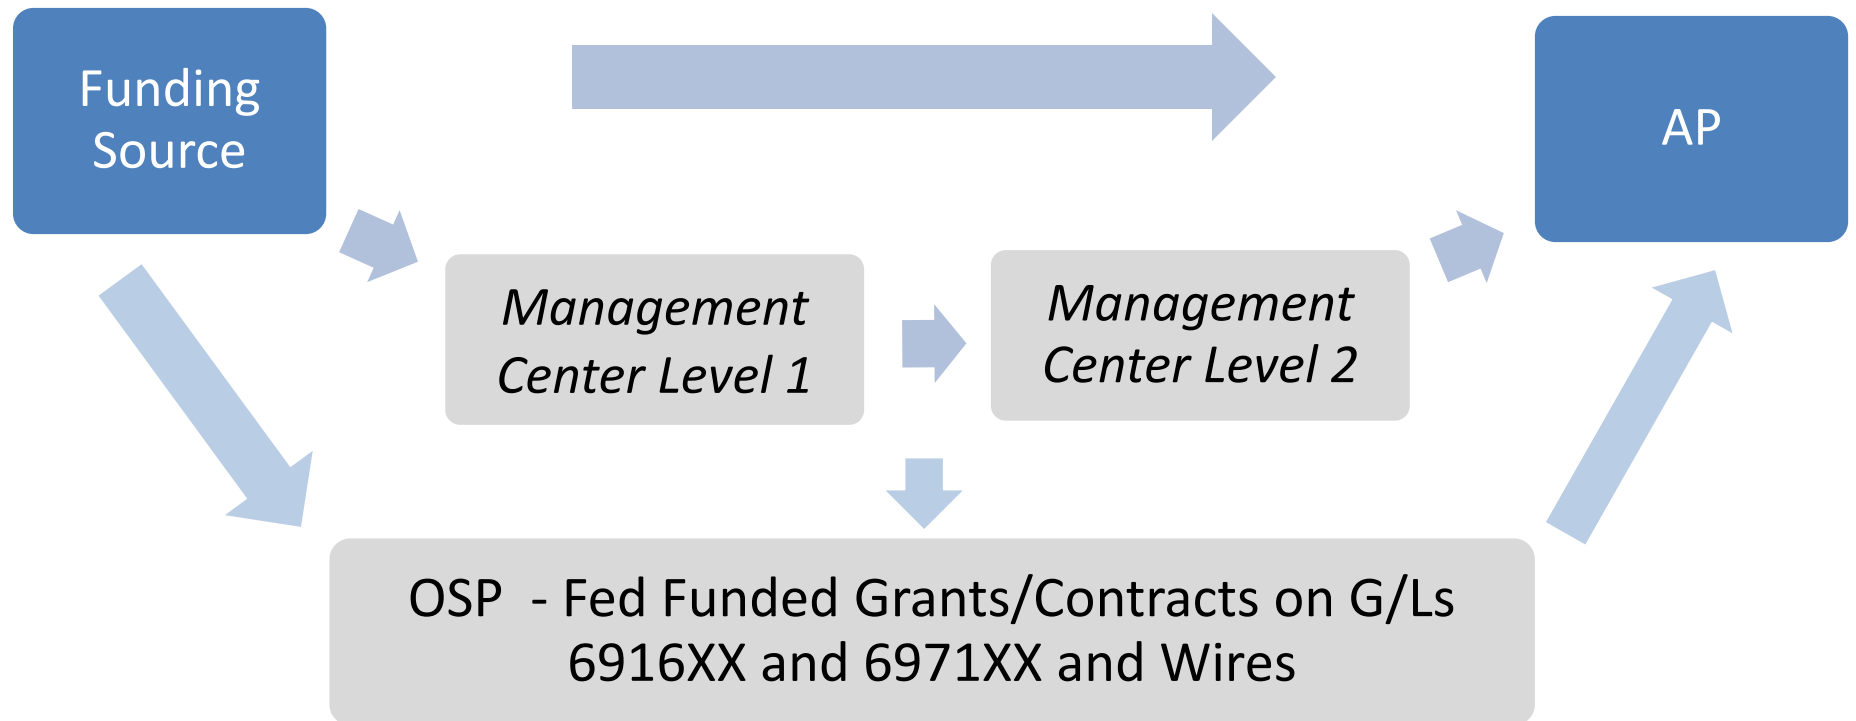 Funding
Source
AP
Management
Center Level 1
Management
Center Level 2
OSP  - Fed Funded Grants/Contracts on G/Ls
6916XX and 6971XX and Wires